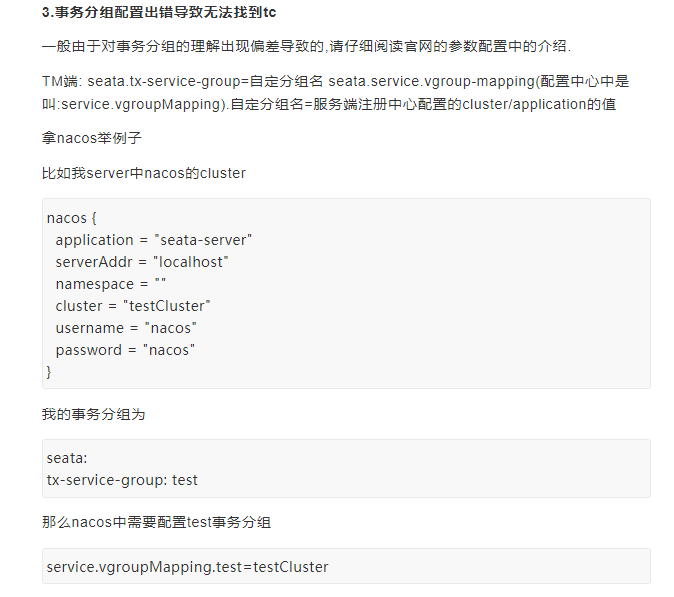 3.事务分组配置出错导致无法找到tc
一般由于对事务分组的理解出现偏差导致的,请仔细阅读官网的参数配置中的介绍.
TM端: seata.tx-service-group=自定义分组名 seata.service.vgroup-mapping(配置中心中是
叫:service.vgroupMapping).自定义分组名=服务端注册中心配置的cluster/application的值
拿nacos举例子
比如我server中nacos的cluster
nacos {
  application = "seata-server"
  serverAddr = "localhost"
  namespace = ""
  cluster = "testCluster"
  username = "nacos"
  password = "nacos"
}
我的事务分组为
seata:
tx-service-group: test
那么nacos中需要配置test事务分组
service.vgroupMapping.test=testCluster